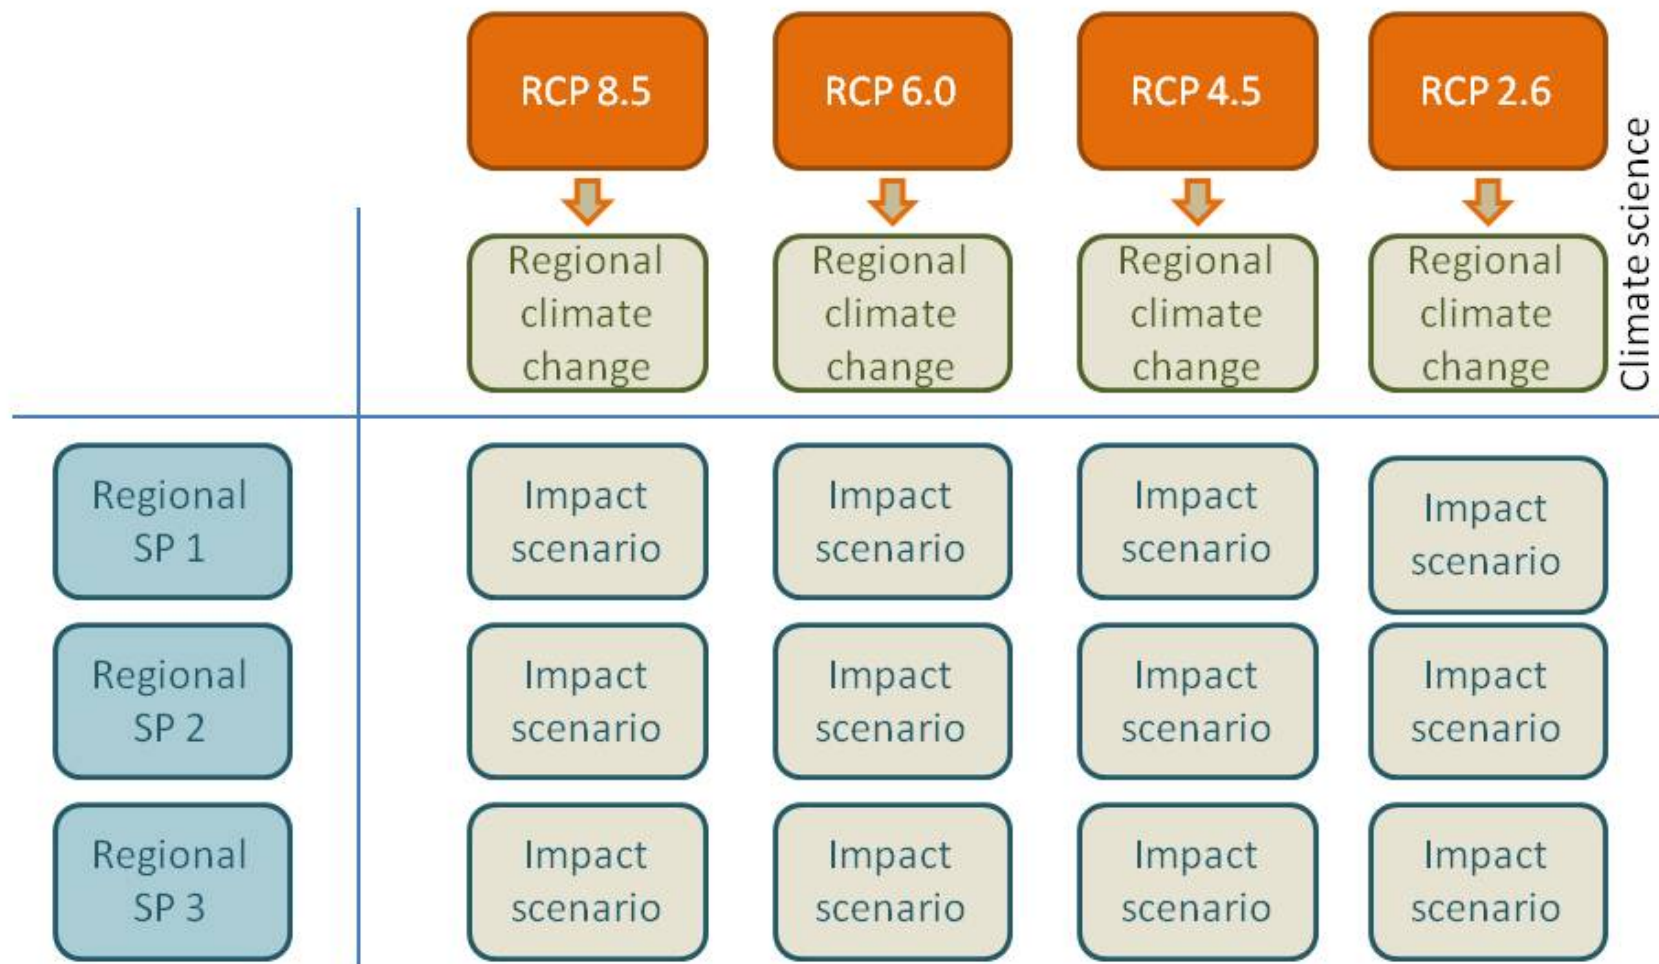 RCP 8.5
RCP 6.0
RCP 4.5
RCP 2.6
Climate science
Regional
climate
change
Regional
climate
change
Regional
climate
change
Regional
climate
change
Regional
SP 1
Impact
scenario
Impact
scenario
Impact
scenario
Impact
scenario
Regional
SP 2
Impact
scenario
Impact
scenario
Impact
scenario
Impact
scenario
Regional
SP 3
Impact
scenario
Impact
scenario
Impact
scenario
Impact
scenario